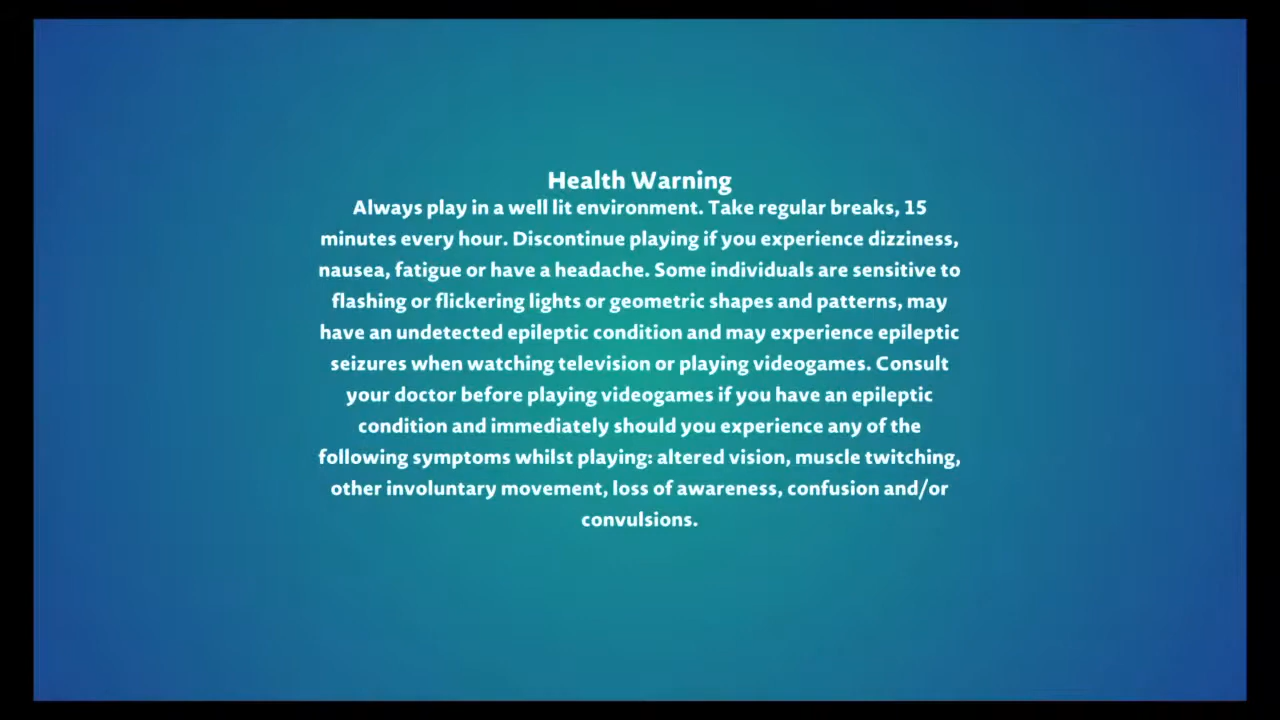 Health Warning
Always play in a well lit environment. Take regular breaks, 15
minutes every hour. Discontinue playing if you experience dizziness,
nausea, fatigue or have a headache. Some individuals are sensitive to
flashing or flickering lights or geometric shapes and patterns, may
have an undetected epileptic condition and may experience epileptic
seizures when watching television or playing videogames. Consult
your doctor before playing videogames if you have an epileptic
condition and immediately should you experience any of the
following symptoms whilst playing: altered vision, muscle twitching,
other involuntary movement, loss of awareness, confusion and/or
convulsions.